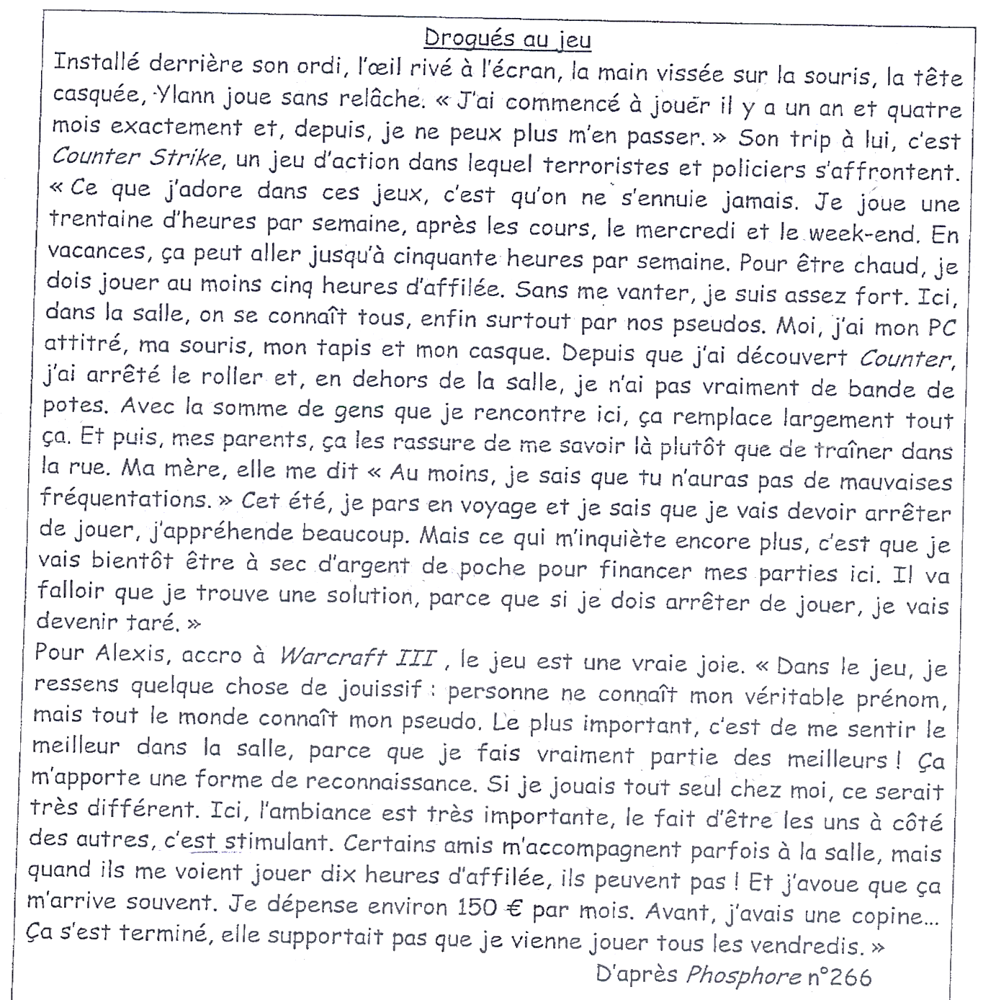 Drogués au jeu
Installé derrière son ordi, l'œil rivé à l'écran, la main vissée sur la souris, la tête
casquée, Ylann joue sans relâche. « J'ai commencé à jouer il y a un an et quatre
mois exactement et, depuis, je ne peux plus m'en passer. » Son trip à lui, c'est
Counter Strike, un jeu d'action dans lequel terroristes et policiers s'affrontent.
« Ce que j'adore dans ces jeux, c'est qu'on ne s'ennuie jamais. Je joue une
trentaine d'heures par semaine, après les cours, le mercredi et le week-end. En
vacances, ça peut aller jusqu'à cinquante heures par semaine. Pour être chaud, je
dois jouer au moins cinq heures d'affilée. Sans me vanter, je suis assez fort. Ici,
dans la salle, on se connaît tous, enfin surtout par nos pseudos. Moi, j'ai mon PC
attitré, ma souris, mon tapis et mon casque. Depuis que j'ai découvert Counter,
j'ai arrêté le roller et, en dehors de la salle, je n'ai pas vraiment de bande de
potes. Avec la somme de gens que je rencontre ici, ça remplace largement tout
ça. Et puis, mes parents, ça les rassure de me savoir là plutôt que de traîner dans
la rue. Ma mère, elle me dit « Au moins, je sais que tu n'auras pas de mauvaises
fréquentations. » Cet été, je pars en voyage et je sais que je vais devoir arrêter
de jouer, j'appréhende beaucoup. Mais ce qui m'inquiète encore plus, c'est que je
vais bientôt être à sec d'argent de poche pour financer mes parties ici. Il va
falloir que je trouve une solution, parce que si je dois arrêter de jouer, je vais
devenir taré. »
Pour Alexis, accro à Warcraft III , le jeu est une vraie joie. « Dans le jeu, je
ressens quelque chose de jouissif : personne ne connaît mon véritable prénom,
mais tout le monde connaît mon pseudo. Le plus important, c'est de me sentir le
meilleur dans la salle, parce que je fais vraiment partie des meilleurs ! Ça
m'apporte une forme de reconnaissance. Si je jouais tout seul chez moi, ce serait
très différent. Ici, l'ambiance est très importante, le fait d'être les uns à côté
des autres, c'est stimulant. Certains amis m'accompagnent parfois à la salle, mais
quand ils me voient jouer dix heures d'affilée, ils peuvent pas ! Et j'avoue que ça
m'arrive souvent. Je dépense environ 150 € par mois. Avant, j'avais une copine...
Ça s'est terminé, elle supportait pas que je vienne jouer tous les vendredis. »
D'après Phosphore n°266